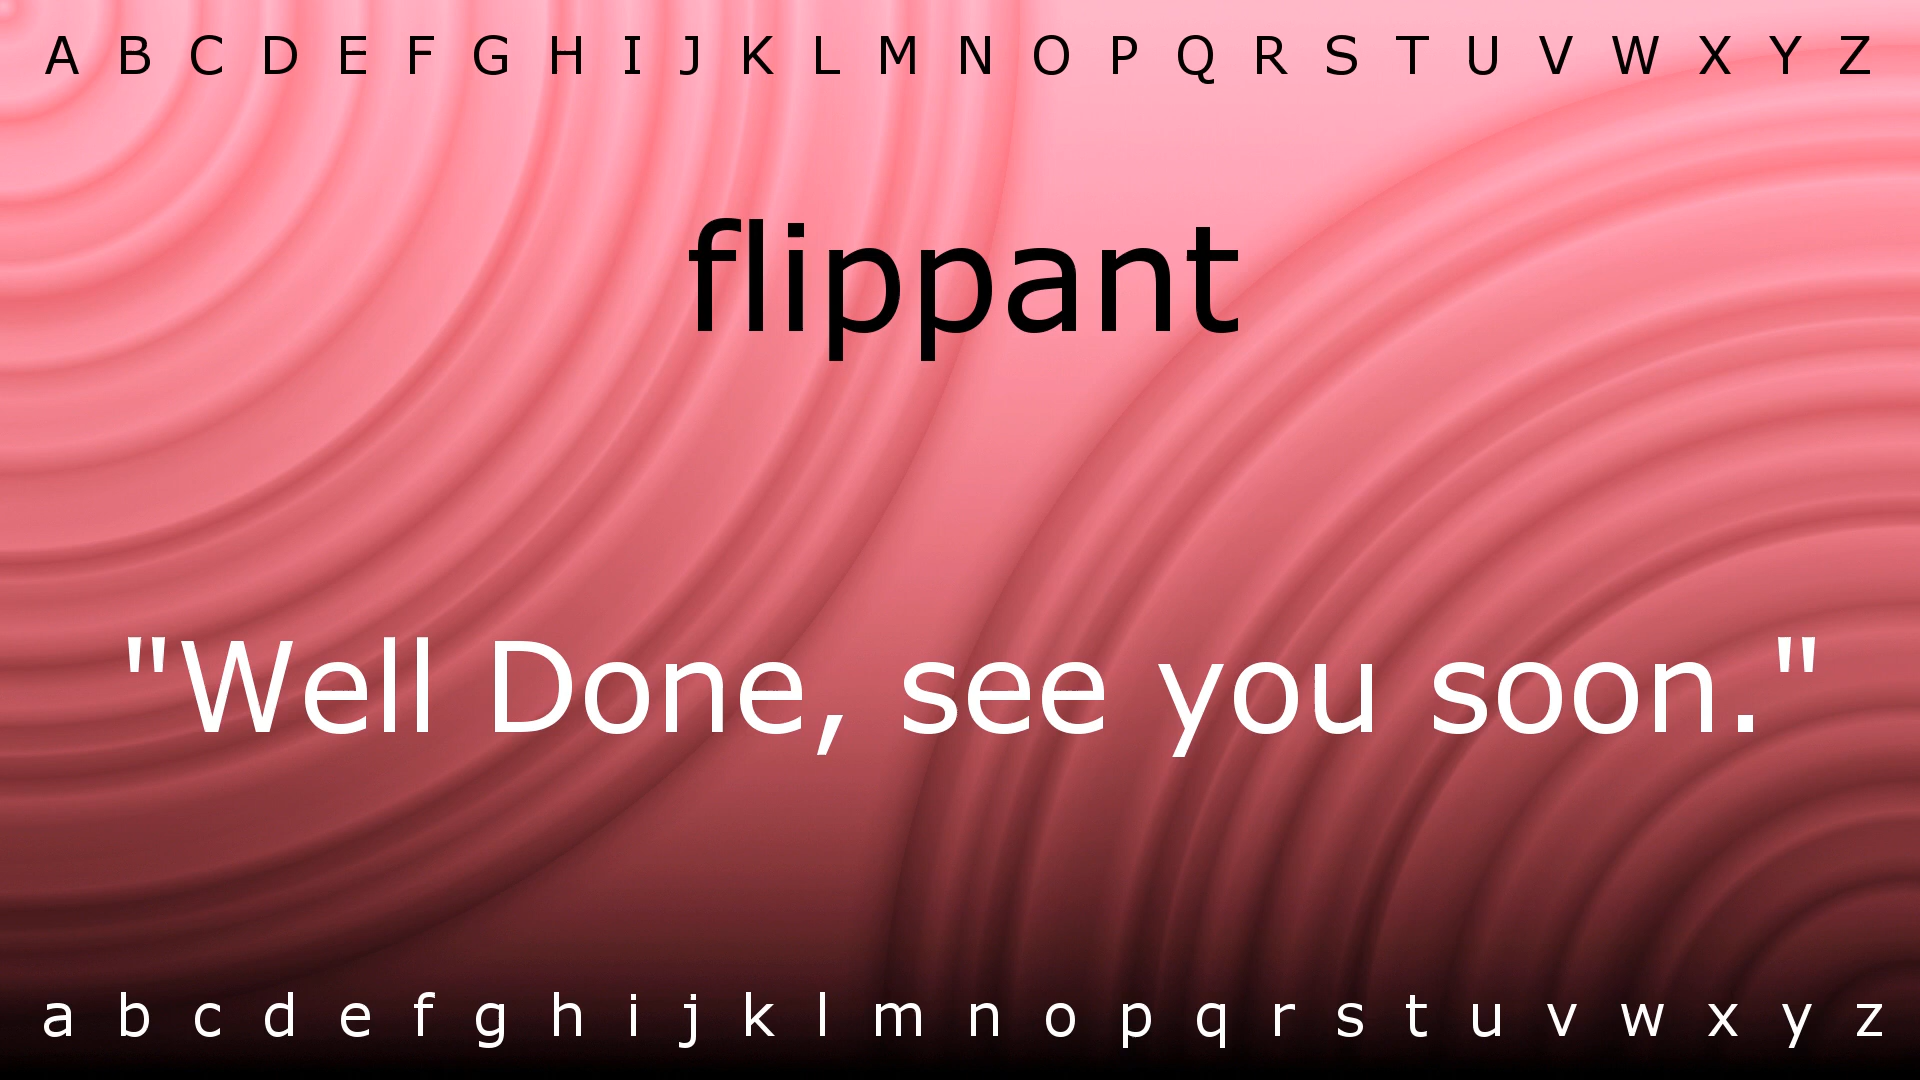 A B C D E F G H I J K L M N O P Q R S T U V W X Y Z
flippant
"Well Done, see you soon."
a b c d e f g h i j k l m n o p q r s t u v w x y z